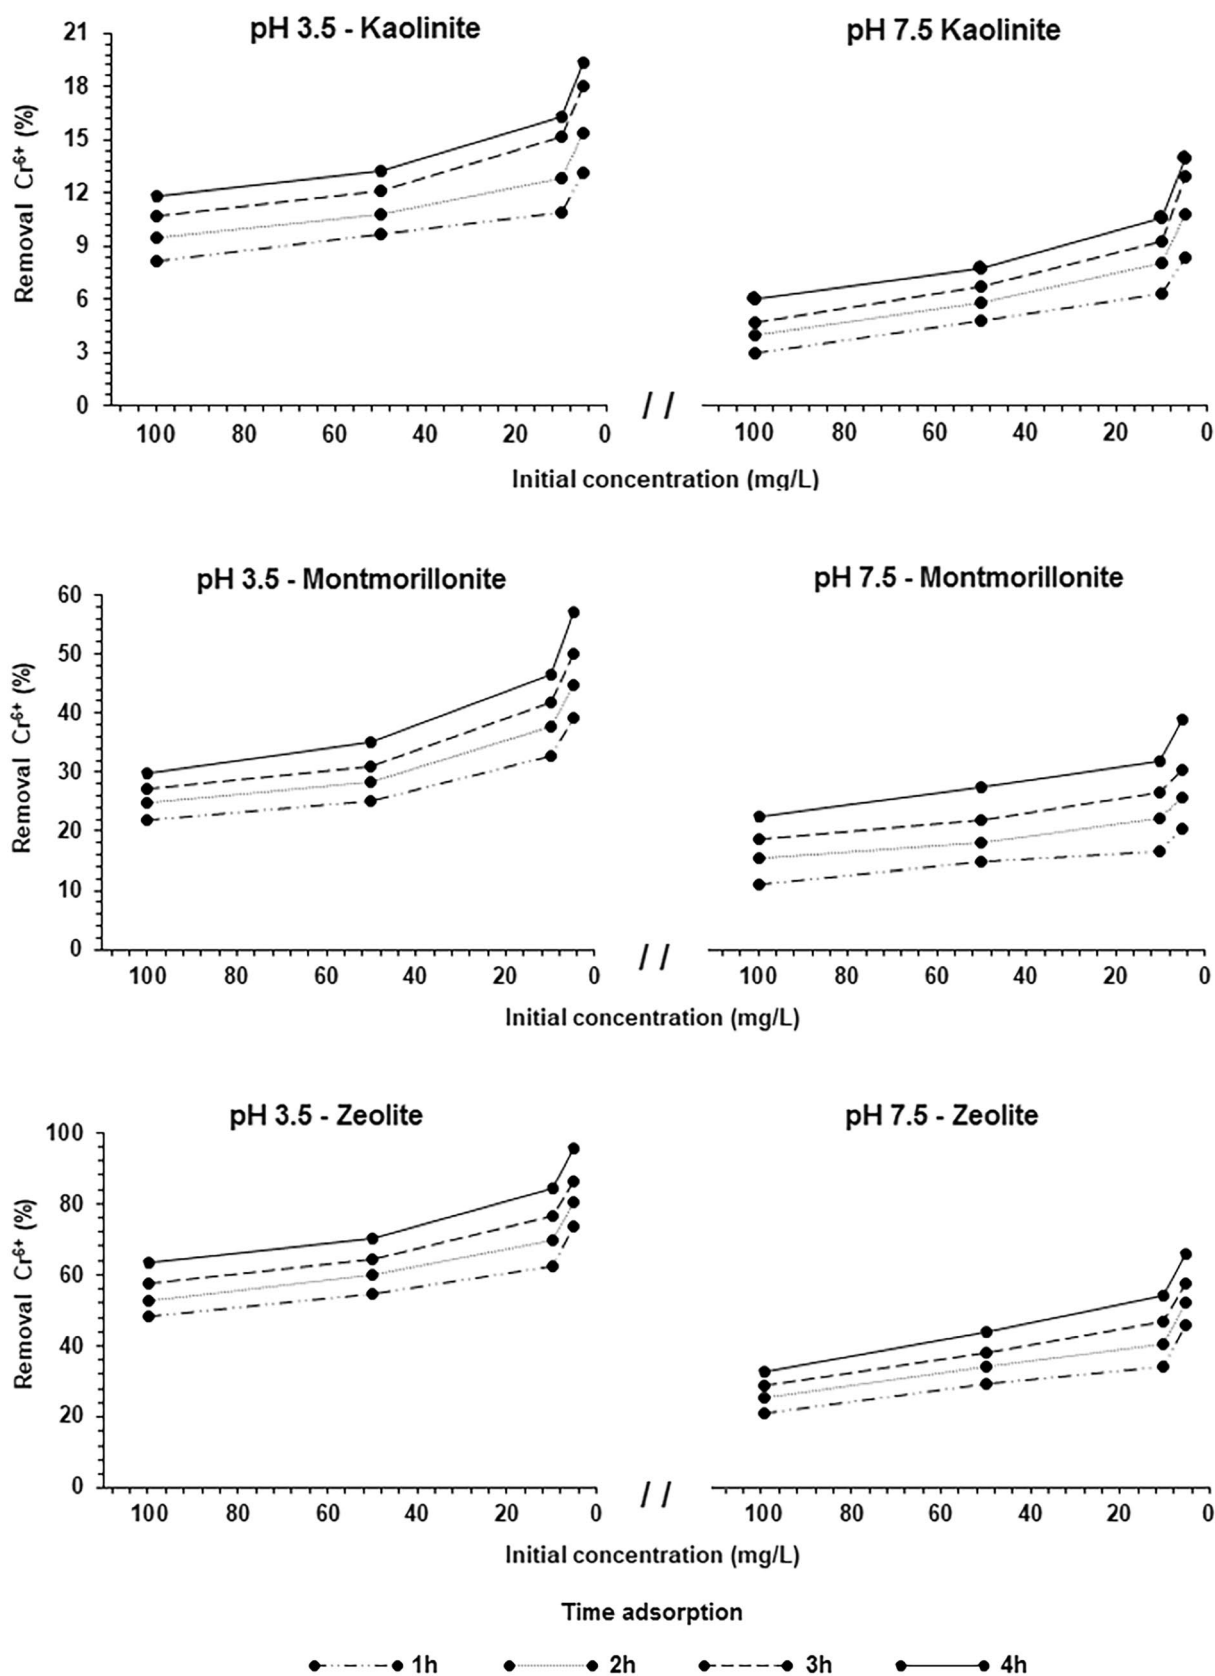 pH 3.5 - Kaolinite
pH 7.5 Kaolinite
Removal Cr⁶⁺ (%)
21
18
15
12
9
6
3
0
100 80 60 40 20 0
//
100 80 60 40 20 0
Initial concentration (mg/L)
pH 3.5 - Montmorillonite
pH 7.5 - Montmorillonite
Removal Cr⁶⁺ (%)
60
50
40
30
20
10
0
100 80 60 40 20 0
//
100 80 60 40 20 0
Initial concentration (mg/L)
pH 3.5 - Zeolite
pH 7.5 - Zeolite
Removal Cr⁶⁺ (%)
100
80
60
40
20
0
100 80 60 40 20 0
//
100 80 60 40 20 0
Initial concentration (mg/L)
Time adsorption
1h 2h 3h 4h